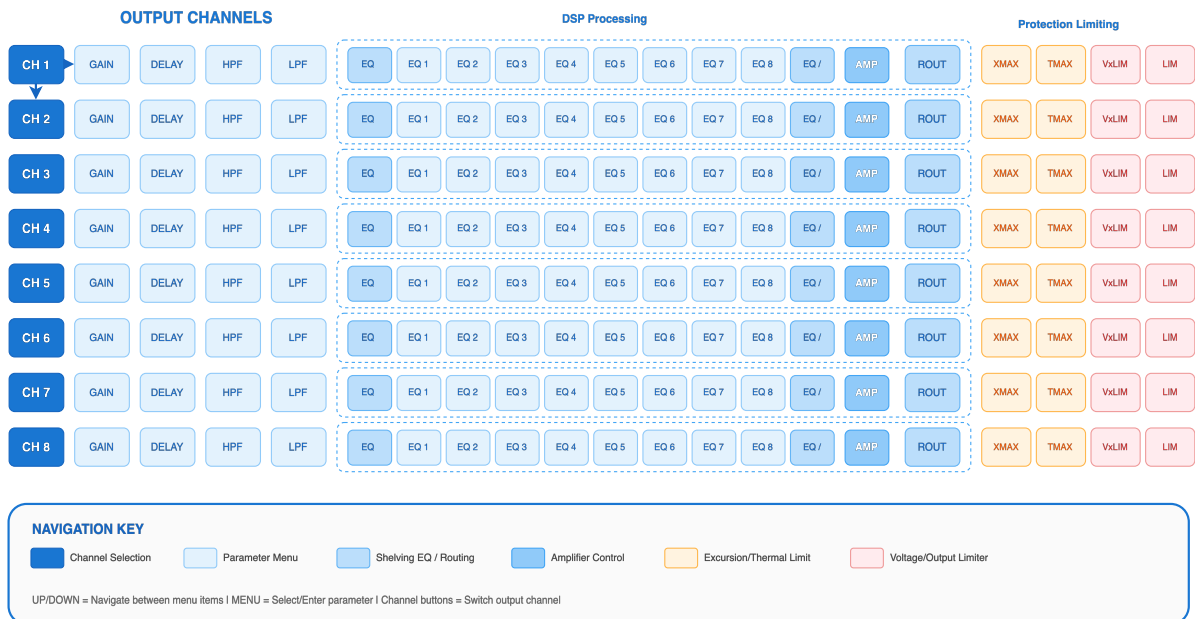 OUTPUT CHANNELS DSP Processing Protection Limiting
CH 1 GAIN DELAY HPF LPF EQ EQ 1 EQ 2 EQ 3 EQ 4 EQ 5 EQ 6 EQ 7 EQ 8 EQ / AMP ROUT XMAX TMAX VxLIM LIM
CH 2 GAIN DELAY HPF LPF EQ EQ 1 EQ 2 EQ 3 EQ 4 EQ 5 EQ 6 EQ 7 EQ 8 EQ / AMP ROUT XMAX TMAX VxLIM LIM
CH 3 GAIN DELAY HPF LPF EQ EQ 1 EQ 2 EQ 3 EQ 4 EQ 5 EQ 6 EQ 7 EQ 8 EQ / AMP ROUT XMAX TMAX VxLIM LIM
CH 4 GAIN DELAY HPF LPF EQ EQ 1 EQ 2 EQ 3 EQ 4 EQ 5 EQ 6 EQ 7 EQ 8 EQ / AMP ROUT XMAX TMAX VxLIM LIM
CH 5 GAIN DELAY HPF LPF EQ EQ 1 EQ 2 EQ 3 EQ 4 EQ 5 EQ 6 EQ 7 EQ 8 EQ / AMP ROUT XMAX TMAX VxLIM LIM
CH 6 GAIN DELAY HPF LPF EQ EQ 1 EQ 2 EQ 3 EQ 4 EQ 5 EQ 6 EQ 7 EQ 8 EQ / AMP ROUT XMAX TMAX VxLIM LIM
CH 7 GAIN DELAY HPF LPF EQ EQ 1 EQ 2 EQ 3 EQ 4 EQ 5 EQ 6 EQ 7 EQ 8 EQ / AMP ROUT XMAX TMAX VxLIM LIM
CH 8 GAIN DELAY HPF LPF EQ EQ 1 EQ 2 EQ 3 EQ 4 EQ 5 EQ 6 EQ 7 EQ 8 EQ / AMP ROUT XMAX TMAX VxLIM LIM
NAVIGATION KEY
Channel Selection Parameter Menu Shelving EQ / Routing Amplifier Control Excursion/Thermal Limit Voltage/Output Limiter
UP/DOWN = Navigate between menu items | MENU = Select/Enter parameter | Channel buttons = Switch output channel